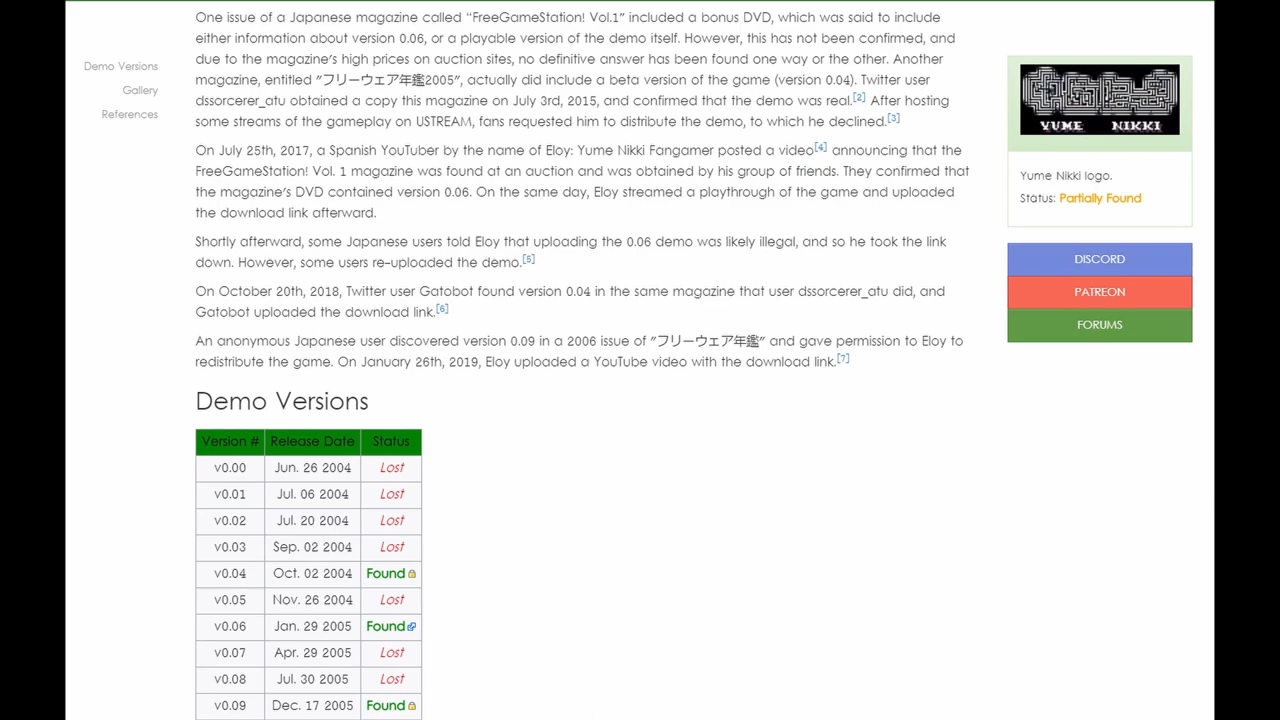 One issue of a Japanese magazine called “FreeGameStation! Vol.1” included a bonus DVD, which was said to include
either information about version 0.06, or a playable version of the demo itself. However, this has not been confirmed, and
due to the magazine's high prices on auction sites, no definitive answer has been found one way or the other. Another
magazine, entitled "フリーウェア年鑑2005", actually did include a beta version of the game (version 0.04). Twitter user
dssorcerer_atu obtained a copy this magazine on July 3rd, 2015, and confirmed that the demo was real.[2] After hosting
some streams of the gameplay on USTREAM, fans requested him to distribute the demo, to which he declined.[3]
On July 25th, 2017, a Spanish YouTuber by the name of Eloy: Yume Nikki Fangamer posted a video[4] announcing that the
FreeGameStation! Vol. 1 magazine was found at an auction and was obtained by his group of friends. They confirmed that
the magazine's DVD contained version 0.06. On the same day, Eloy streamed a playthrough of the game and uploaded
the download link afterward.
Shortly afterward, some Japanese users told Eloy that uploading the 0.06 demo was likely illegal, and so he took the link
down. However, some users re-uploaded the demo.[5]
On October 20th, 2018, Twitter user Gatobot found version 0.04 in the same magazine that user dssorcerer_atu did, and
Gatobot uploaded the download link.[6]
An anonymous Japanese user discovered version 0.09 in a 2006 issue of "フリーウェア年鑑" and gave permission to Eloy to
redistribute the game. On January 26th, 2019, Eloy uploaded a YouTube video with the download link.[7]
Demo Versions
Version # Release Date Status
v0.00 Jun. 26 2004 Lost
v0.01 Jul. 06 2004 Lost
v0.02 Jul. 20 2004 Lost
v0.03 Sep. 02 2004 Lost
v0.04 Oct. 02 2004 Found
v0.05 Nov. 26 2004 Lost
v0.06 Jan. 29 2005 Found
v0.07 Apr. 29 2005 Lost
v0.08 Jul. 30 2005 Lost
v0.09 Dec. 17 2005 Found
Demo Versions
Gallery
References
YUME NIKKI
Yume Nikki logo.
Status: Partially Found
DISCORD
PATREON
FORUMS